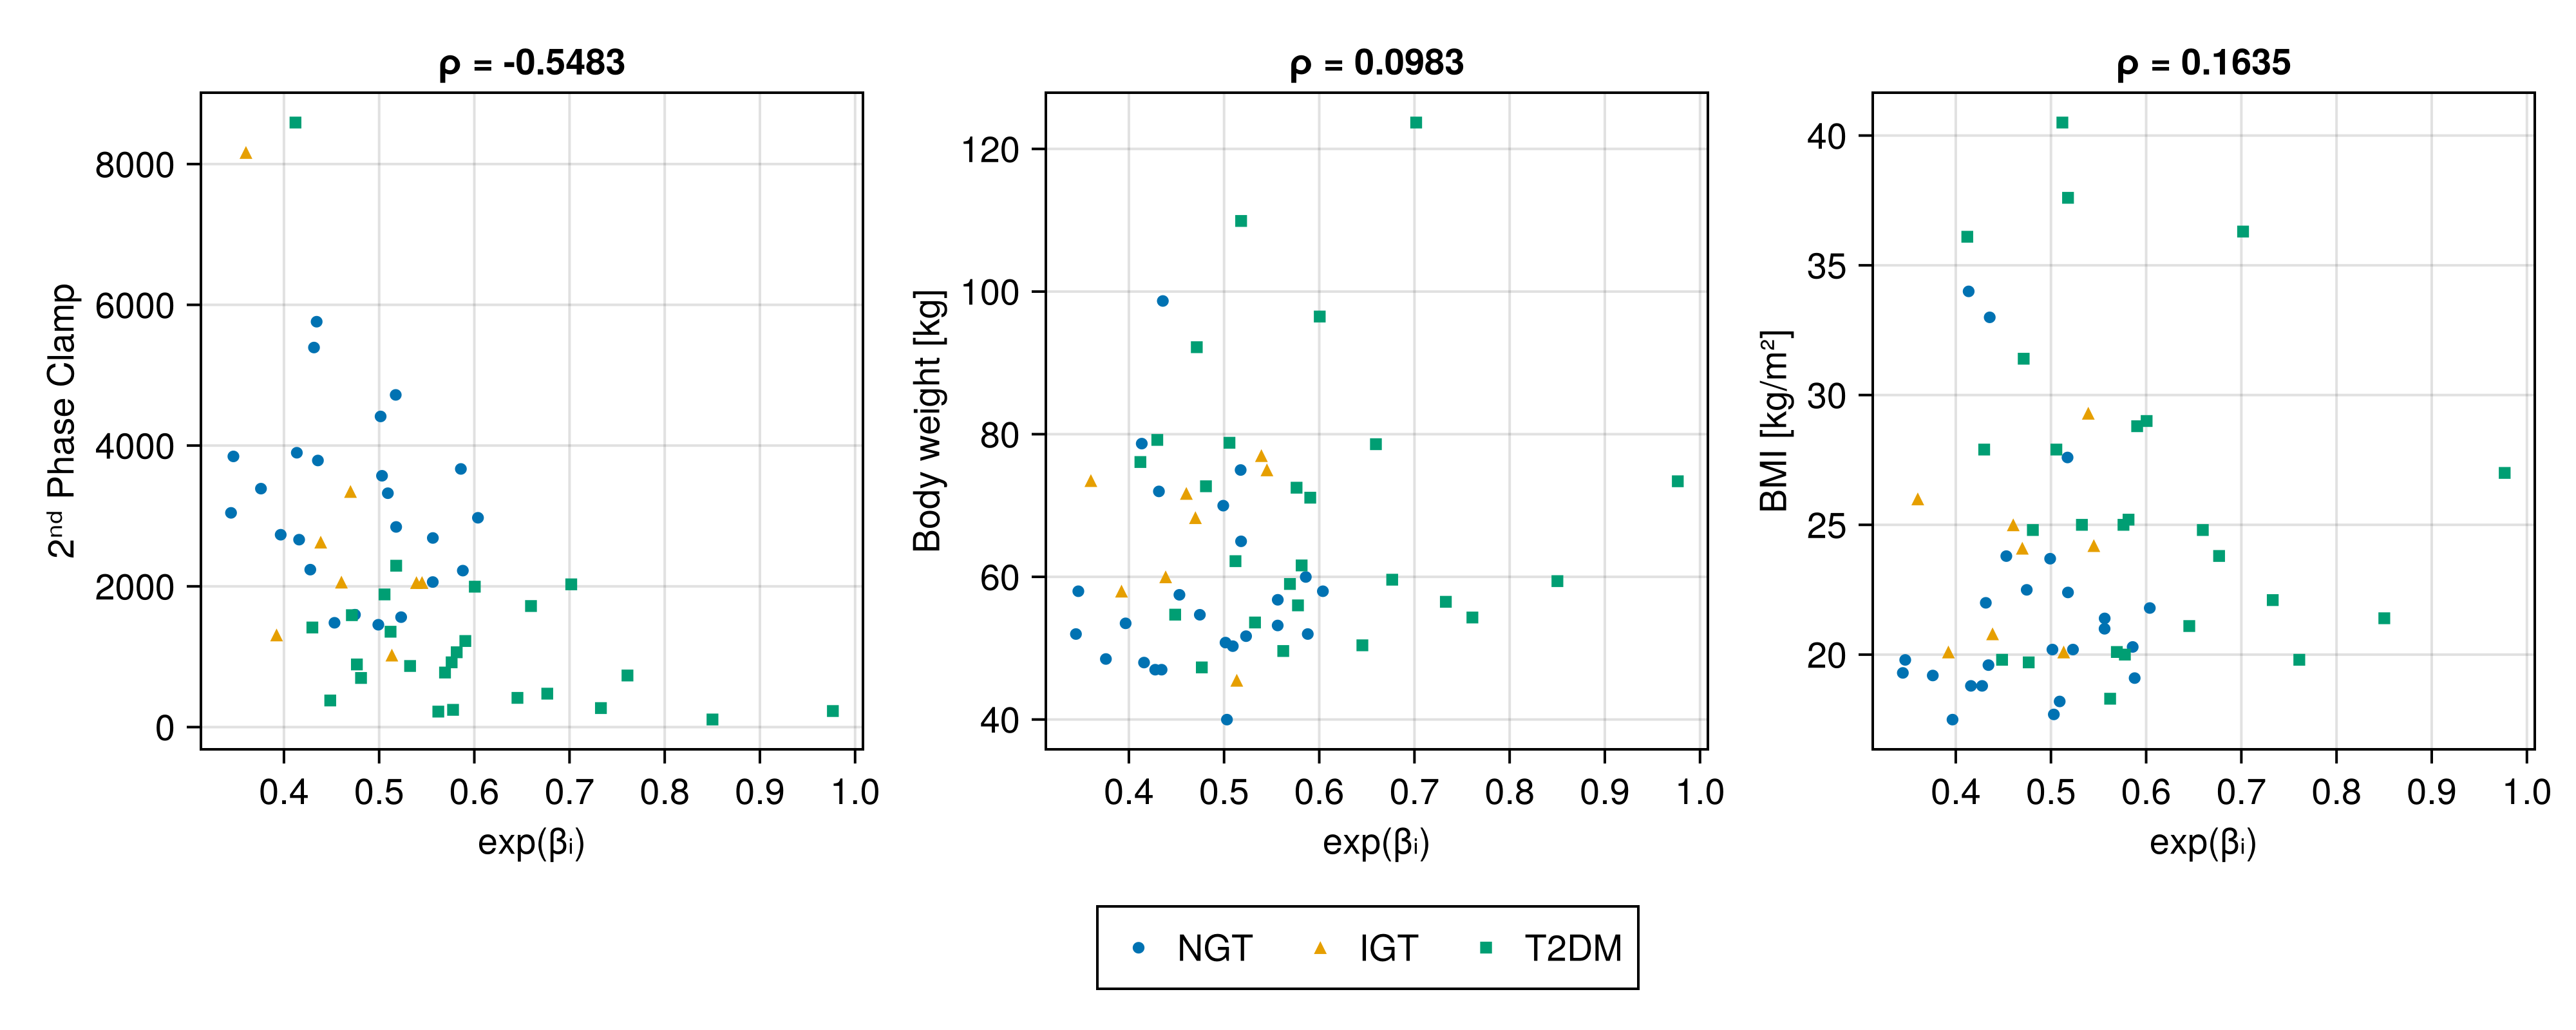 ρ = -0.5483
8000
6000
4000
2000
0
2ⁿᵈ Phase Clamp
0.4 0.5 0.6 0.7 0.8 0.9 1.0
exp(βᵢ)
ρ = 0.0983
120
100
80
60
40
Body weight [kg]
0.4 0.5 0.6 0.7 0.8 0.9 1.0
exp(βᵢ)
ρ = 0.1635
40
35
30
25
20
BMI [kg/m²]
0.4 0.5 0.6 0.7 0.8 0.9 1.0
exp(βᵢ)
NGT IGT T2DM